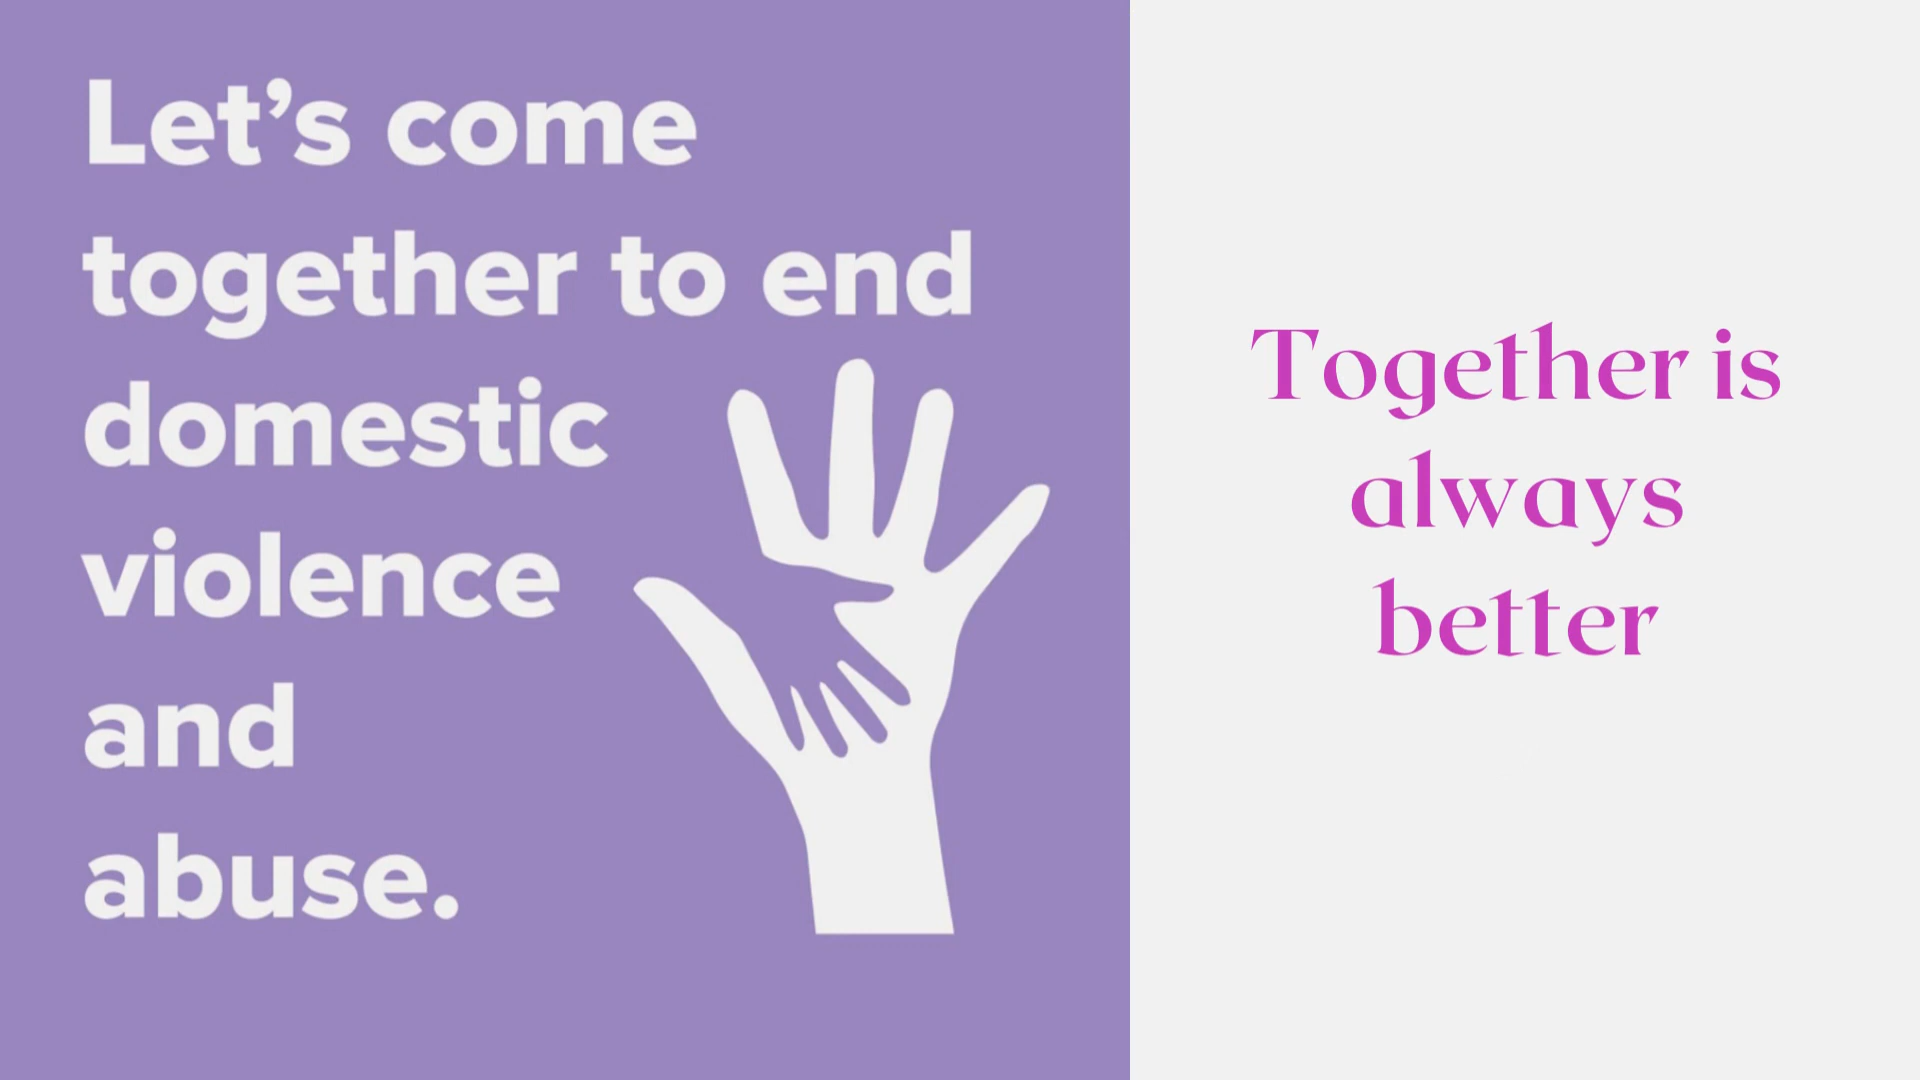 Let’s come
together to end
domestic
violence
and
abuse.
Together is
always
better